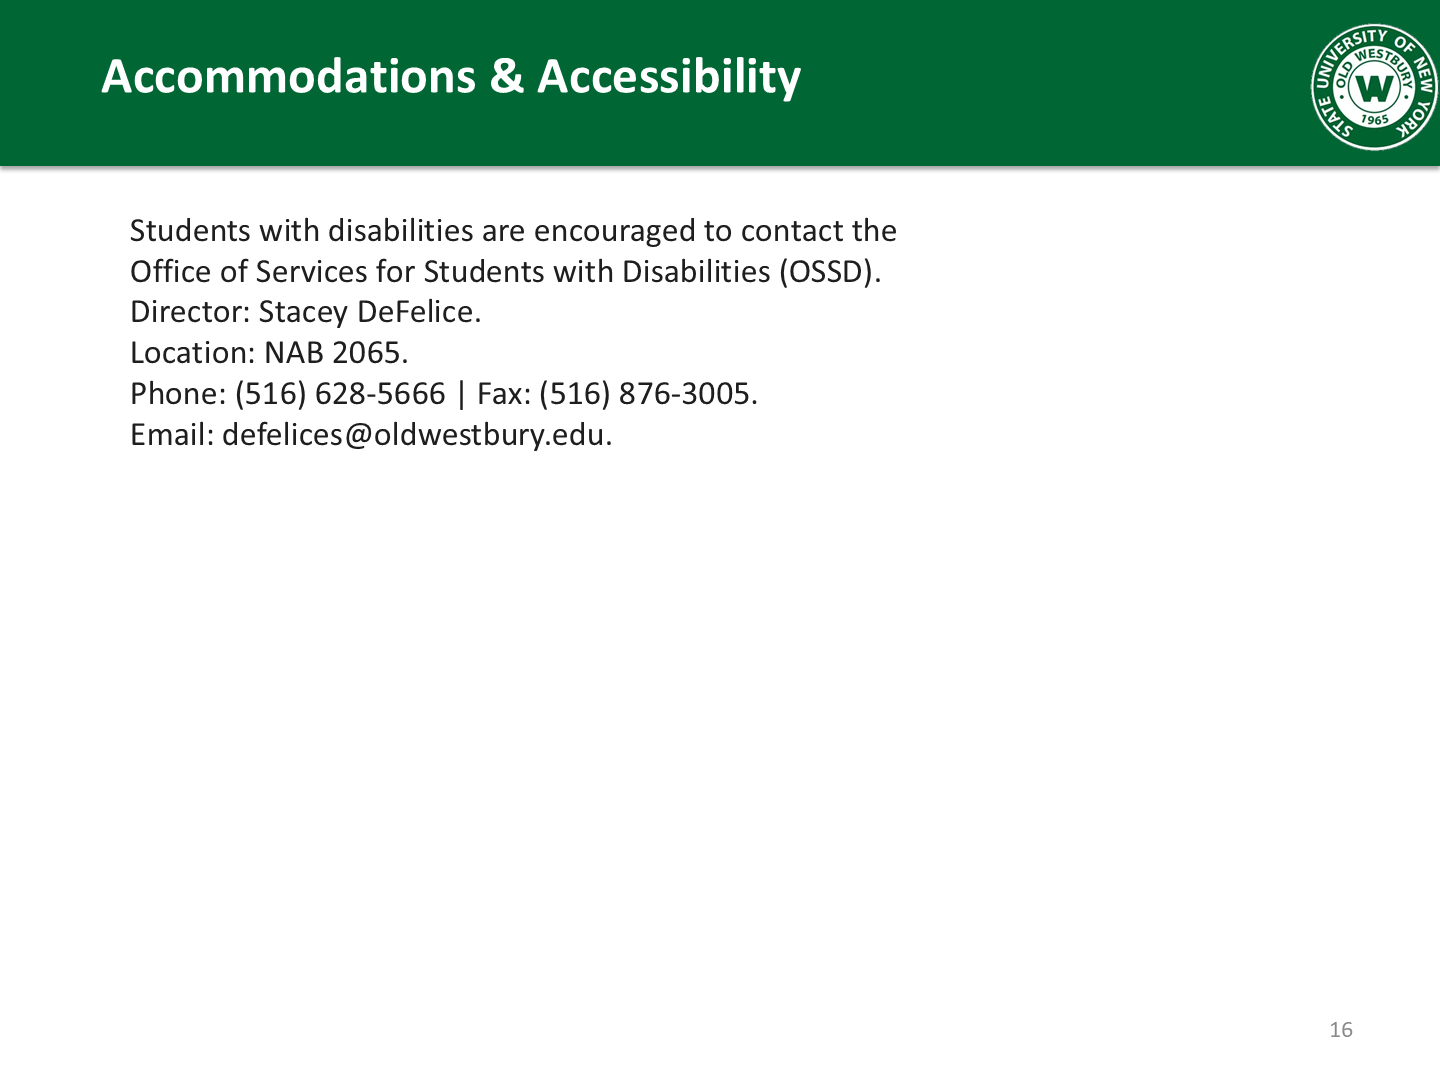 Accommodations & Accessibility
STATE UNIVERSITY OF NEW YORK
OLD WESTBURY
W
1965
Students with disabilities are encouraged to contact the
Office of Services for Students with Disabilities (OSSD).
Director: Stacey DeFelice.
Location: NAB 2065.
Phone: (516) 628-5666 | Fax: (516) 876-3005.
Email: defelices@oldwestbury.edu.
16